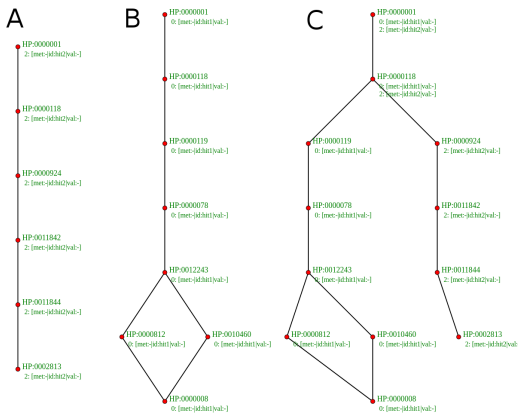 A
HP:0000001
2: [met:-|id:hit2|val:-]
HP:0000118
2: [met:-|id:hit2|val:-]
HP:0000924
2: [met:-|id:hit2|val:-]
HP:0011842
2: [met:-|id:hit2|val:-]
HP:0011844
2: [met:-|id:hit2|val:-]
HP:0002813
2: [met:-|id:hit2|val:-]
B
HP:0000001
0: [met:-|id:hit1|val:-]
HP:0000118
0: [met:-|id:hit1|val:-]
HP:0000119
0: [met:-|id:hit1|val:-]
HP:0000078
0: [met:-|id:hit1|val:-]
HP:0012243
0: [met:-|id:hit1|val:-]
HP:0000812
0: [met:-|id:hit1|val:-]
HP:0010460
0: [met:-|id:hit1|val:-]
HP:0000008
0: [met:-|id:hit1|val:-]
C
HP:0000001
0: [met:-|id:hit1|val:-]
2: [met:-|id:hit2|val:-]
HP:0000118
0: [met:-|id:hit1|val:-]
2: [met:-|id:hit2|val:-]
HP:0000119
0: [met:-|id:hit1|val:-]
HP:0000924
2: [met:-|id:hit2|val:-]
HP:0000078
0: [met:-|id:hit1|val:-]
HP:0011842
2: [met:-|id:hit2|val:-]
HP:0012243
0: [met:-|id:hit1|val:-]
HP:0011844
2: [met:-|id:hit2|val:-]
HP:0000812
0: [met:-|id:hit1|val:-]
HP:0010460
0: [met:-|id:hit1|val:-]
HP:0002813
2: [met:-|id:hit2|val:-]
HP:0000008
0: [met:-|id:hit1|val:-]